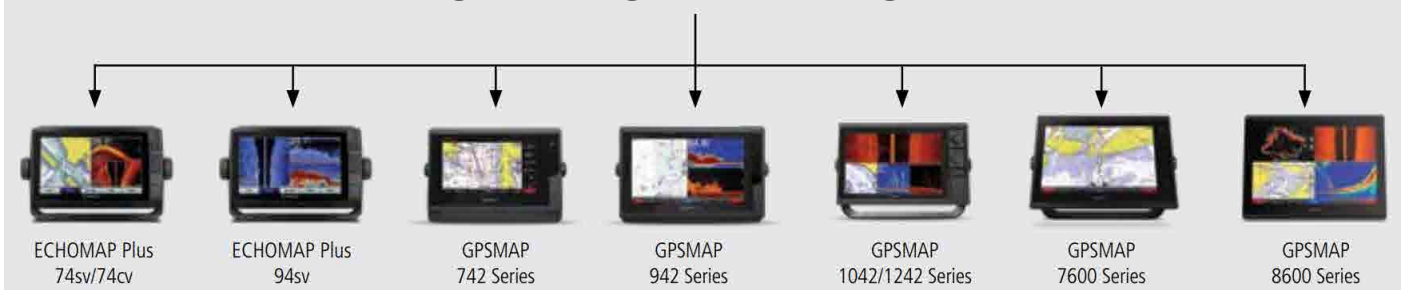 ECHOMAP Plus
74sv/74cv
ECHOMAP Plus
94sv
GPSMAP
742 Series
GPSMAP
942 Series
GPSMAP
1042/1242 Series
GPSMAP
7600 Series
GPSMAP
8600 Series